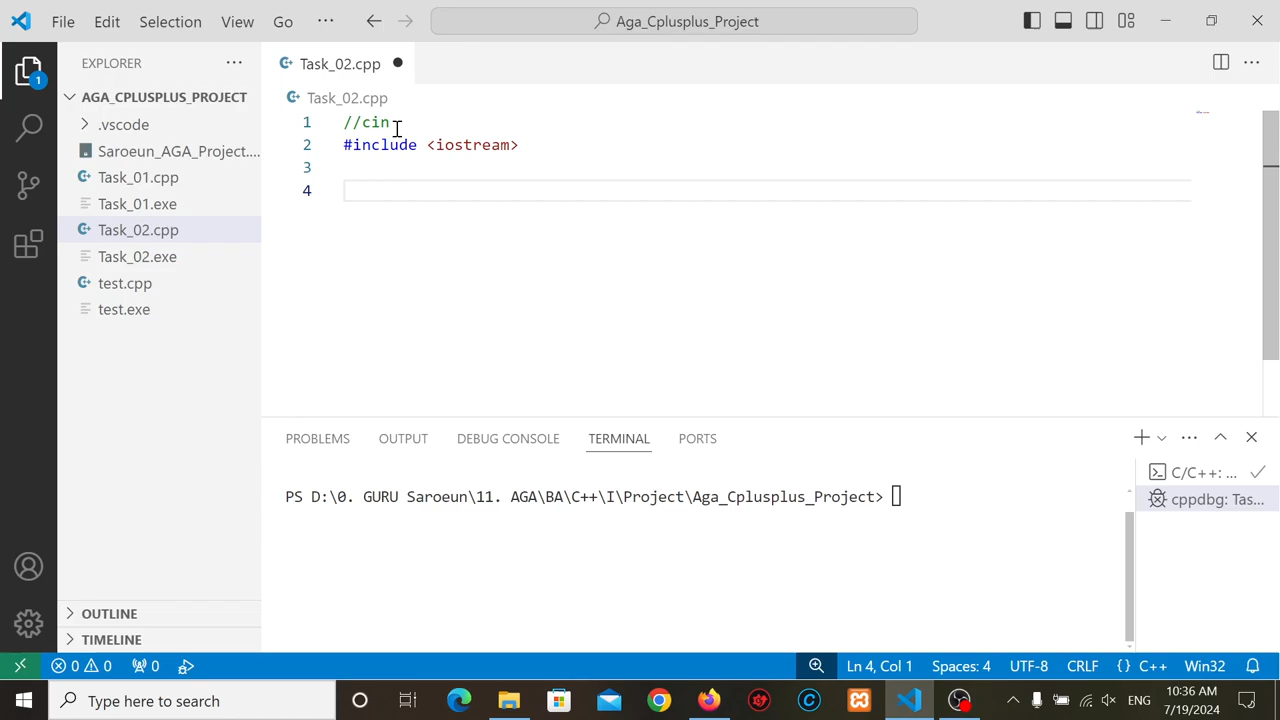 File Edit Selection View Go ··· Aga_Cplusplus_Project
EXPLORER ···
AGA_CPLUSPLUS_PROJECT
.vscode
Saroeun_AGA_Project....
Task_01.cpp
Task_01.exe
Task_02.cpp
Task_02.exe
test.cpp
test.exe
OUTLINE
TIMELINE
1
Task_02.cpp
Task_02.cpp
1 //cin
2 #include <iostream>
3
4
PROBLEMS OUTPUT DEBUG CONSOLE TERMINAL PORTS
PS D:\0. GURU Saroeun\11. AGA\BA\C++\I\Project\Aga_Cplusplus_Project>
C/C++: ...
cppdbg: Tas...
0 0 0 Ln 4, Col 1 Spaces: 4 UTF-8 CRLF {} C++ Win32
Type here to search ENG 10:36 AM
7/19/2024